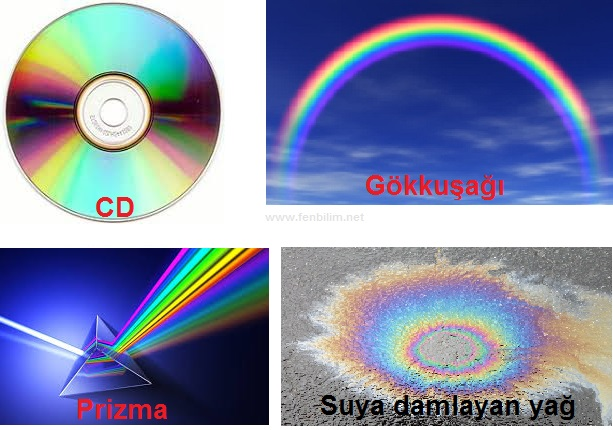 CD
Gökkuşağı
www.fenbilim.net
Prizma
Suya damlayan yağ